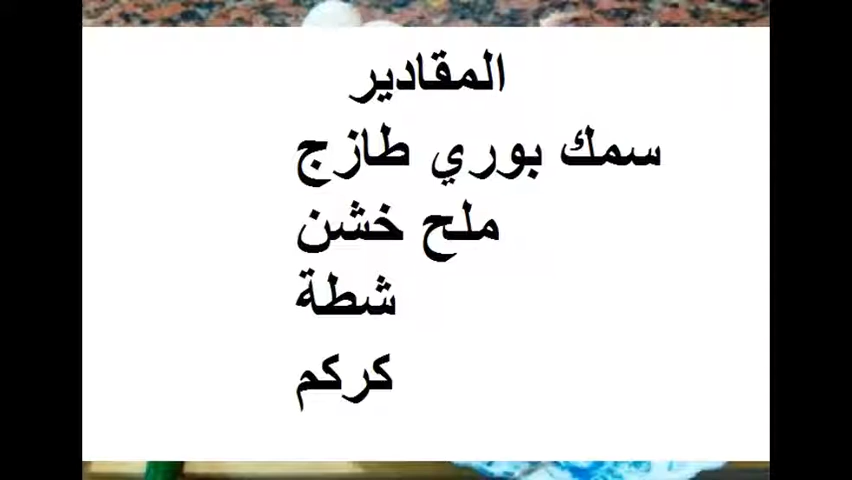 المقادير
سمك بوري طازج
ملح خشن
شطة
كركم